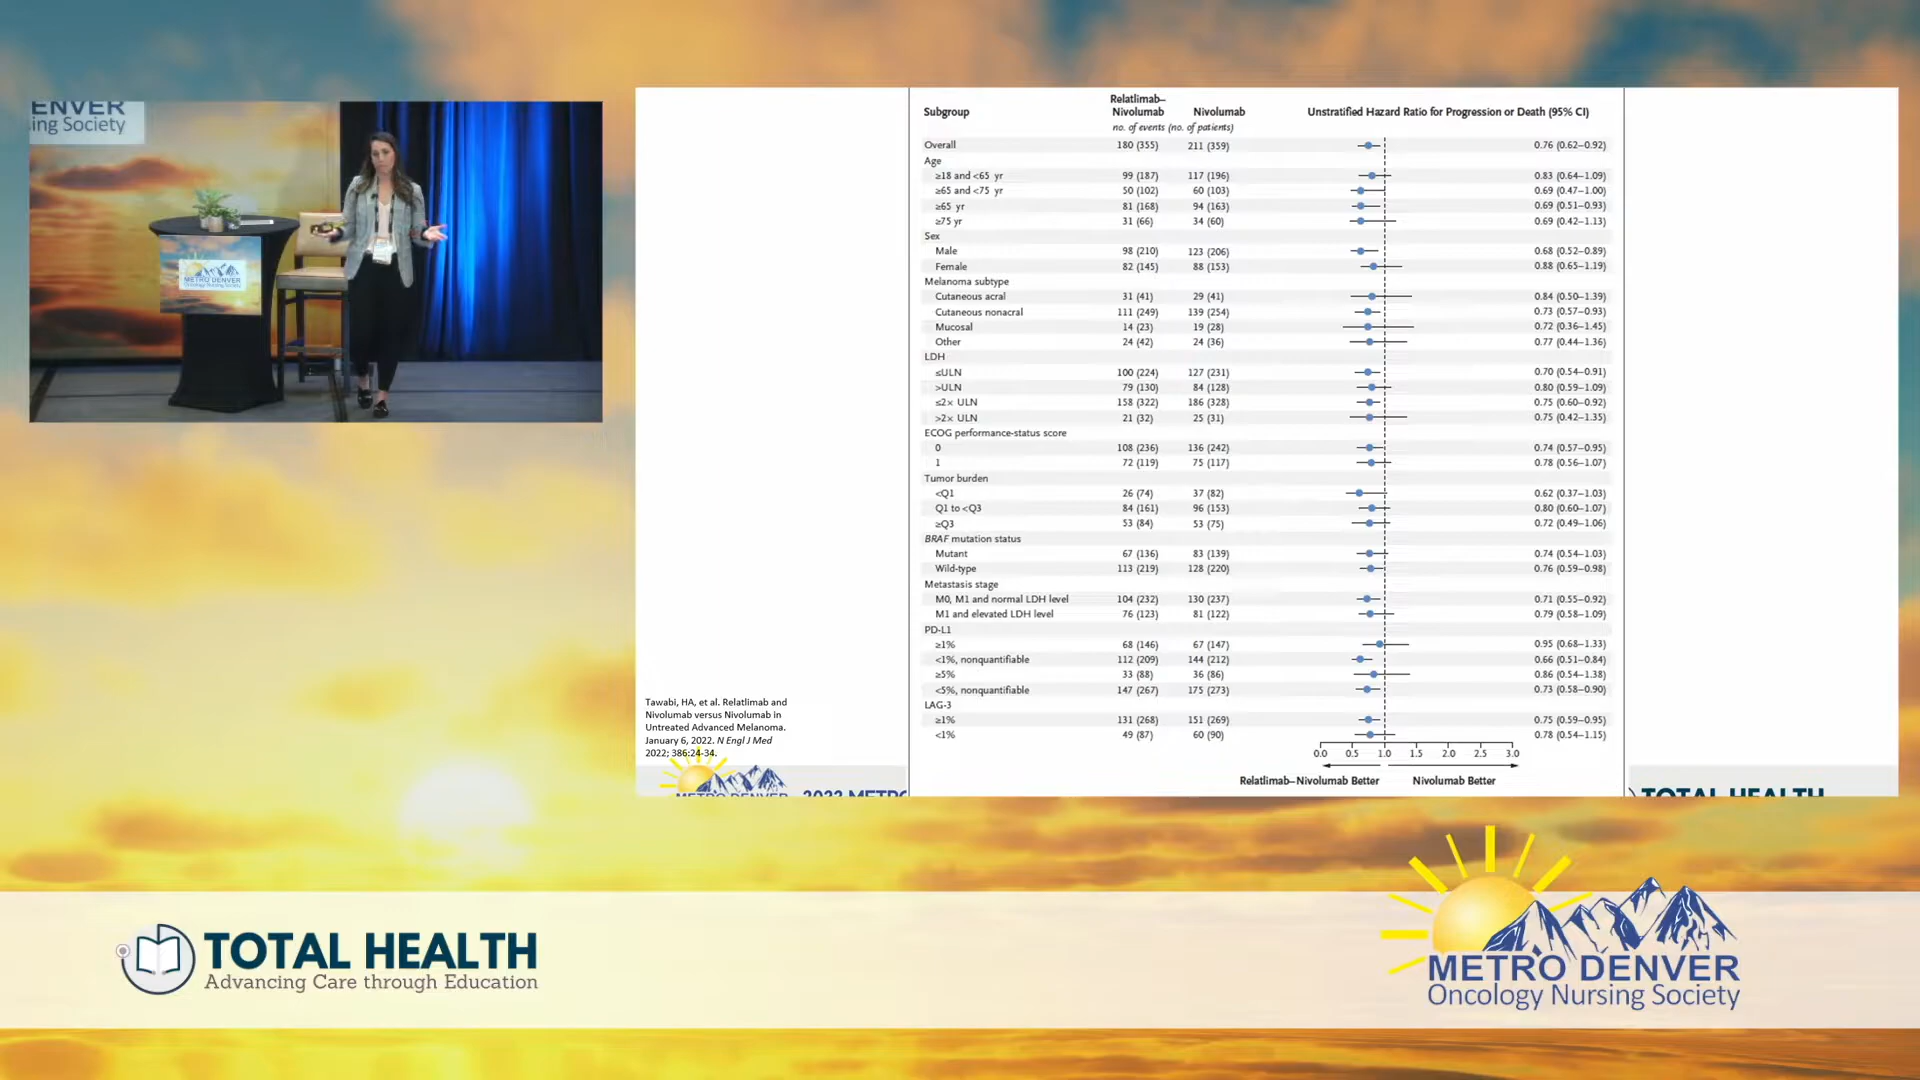 ENVER
ing Society
METRO DENVER
Oncology Nursing Society
Subgroup Relatlimab–Nivolumab Nivolumab Unstratified Hazard Ratio for Progression or Death (95% CI)
no. of events (no. of patients)
Overall 180 (355) 211 (359) 0.76 (0.62–0.92)
Age
≥18 and <65 yr 99 (187) 117 (196) 0.83 (0.64–1.09)
≥65 and <75 yr 50 (102) 60 (103) 0.69 (0.47–1.00)
≥65 yr 81 (168) 94 (163) 0.69 (0.51–0.93)
≥75 yr 31 (66) 34 (60) 0.69 (0.42–1.13)
Sex
Male 98 (210) 123 (206) 0.68 (0.52–0.89)
Female 82 (145) 88 (153) 0.88 (0.65–1.19)
Melanoma subtype
Cutaneous acral 31 (41) 29 (41) 0.84 (0.50–1.39)
Cutaneous nonacral 111 (249) 139 (254) 0.73 (0.57–0.93)
Mucosal 14 (23) 19 (28) 0.72 (0.36–1.45)
Other 24 (42) 24 (36) 0.77 (0.44–1.36)
LDH
≤ULN 100 (224) 127 (231) 0.70 (0.54–0.91)
>ULN 79 (130) 84 (128) 0.80 (0.59–1.09)
≤2× ULN 158 (322) 186 (328) 0.75 (0.60–0.92)
>2× ULN 21 (32) 25 (31) 0.75 (0.42–1.35)
ECOG performance-status score
0 108 (236) 136 (242) 0.74 (0.57–0.95)
1 72 (119) 75 (117) 0.78 (0.56–1.07)
Tumor burden
<Q1 26 (74) 37 (82) 0.62 (0.37–1.03)
Q1 to <Q3 84 (161) 96 (153) 0.80 (0.60–1.07)
≥Q3 53 (84) 53 (75) 0.72 (0.49–1.06)
BRAF mutation status
Mutant 67 (136) 83 (139) 0.74 (0.54–1.03)
Wild-type 113 (219) 128 (220) 0.76 (0.59–0.98)
Metastasis stage
M0, M1 and normal LDH level 104 (232) 130 (237) 0.71 (0.55–0.92)
M1 and elevated LDH level 76 (123) 81 (122) 0.79 (0.58–1.09)
PD-L1
≥1% 68 (146) 67 (147) 0.95 (0.68–1.33)
<1%, nonquantifiable 112 (209) 144 (212) 0.66 (0.51–0.84)
≥5% 33 (88) 36 (86) 0.86 (0.54–1.38)
<5%, nonquantifiable 147 (267) 175 (273) 0.73 (0.58–0.90)
LAG-3
≥1% 131 (268) 151 (269) 0.75 (0.59–0.95)
<1% 49 (87) 60 (90) 0.78 (0.54–1.15)
0.0 0.5 1.0 1.5 2.0 2.5 3.0
Relatlimab–Nivolumab Better Nivolumab Better
Tawabi, HA, et al. Relatlimab and
Nivolumab versus Nivolumab in
Untreated Advanced Melanoma.
January 6, 2022. N Engl J Med
2022; 386:24-34.
METRO DENVER
2022 METRO
TOTAL HEALTH
TOTAL HEALTH
Advancing Care through Education
METRO DENVER
Oncology Nursing Society